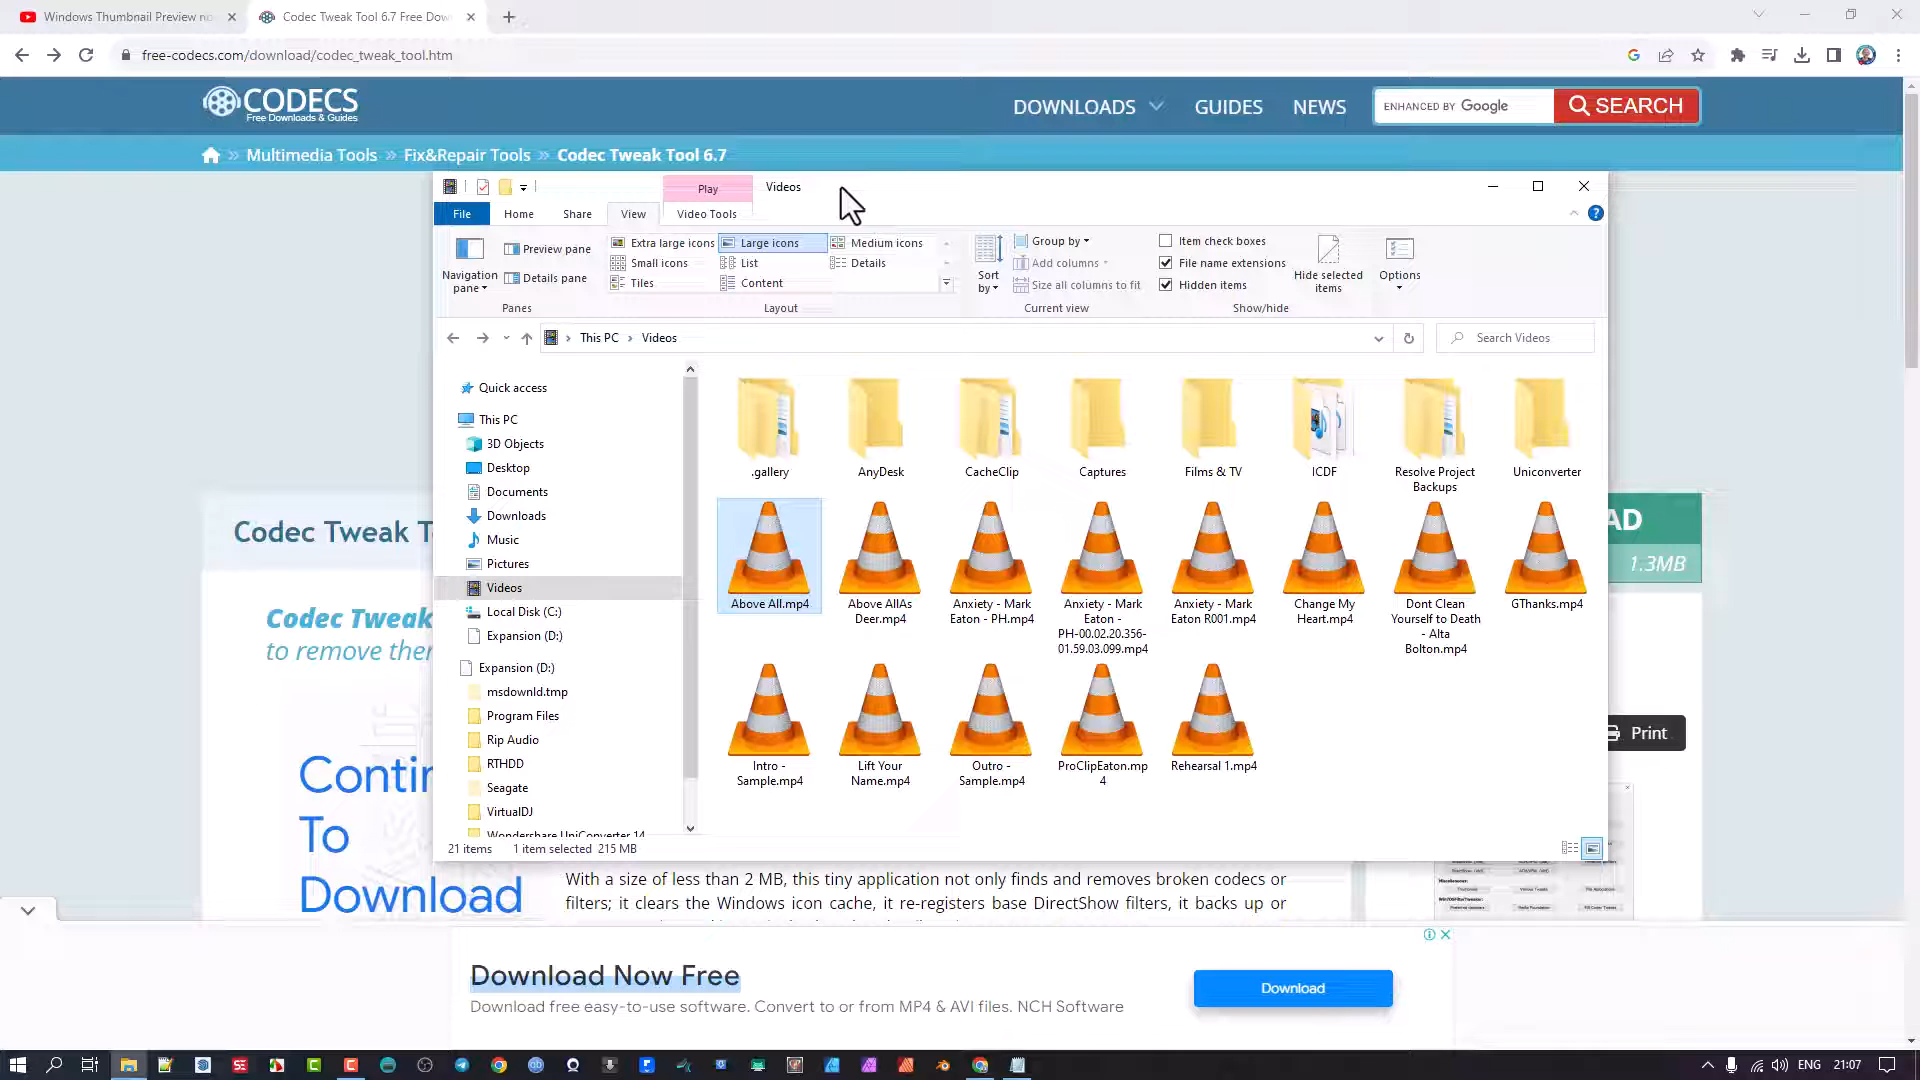 Windows Thumbnail Preview no
Codec Tweak Tool 6.7 Free Dow
free-codecs.com/download/codec_tweak_tool.htm
CODECS
Free Downloads & Guides
DOWNLOADS
GUIDES
NEWS
ENHANCED BY Google
SEARCH
Multimedia Tools » Fix&Repair Tools » Codec Tweak Tool 6.7
Play
Videos
File
Home
Share
View
Video Tools
Navigation
pane
Preview pane
Details pane
Panes
Extra large icons
Large icons
Medium icons
Small icons
List
Details
Tiles
Content
Layout
Sort
by
Group by
Add columns
Size all columns to fit
Current view
Item check boxes
File name extensions
Hidden items
Hide selected
items
Show/hide
Options
This PC
Videos
Search Videos
Quick access
This PC
3D Objects
Desktop
Documents
Downloads
Music
Pictures
Videos
Local Disk (C:)
Expansion (D:)
Expansion (D:)
msdownld.tmp
Program Files
Rip Audio
RTHDD
Seagate
VirtualDJ
Wondershare UniConverter 14
.gallery
AnyDesk
CacheClip
Captures
Films & TV
ICDF
Resolve Project
Backups
Uniconverter
Above All.mp4
Above AllAs
Deer.mp4
Anxiety - Mark
Eaton - PH.mp4
Anxiety - Mark
Eaton -
PH-00.02.20.356-
01.59.03.099.mp4
Anxiety - Mark
Eaton R001.mp4
Change My
Heart.mp4
Dont Clean
Yourself to Death
- Alta
Bolton.mp4
GThanks.mp4
Intro -
Sample.mp4
Lift Your
Name.mp4
Outro -
Sample.mp4
ProClipEaton.mp
4
Rehearsal 1.mp4
21 items
1 item selected 215 MB
Codec Tweak T
AD
1.3MB
Codec Tweak
to remove ther
Contin
To
Download
Print
With a size of less than 2 MB, this tiny application not only finds and removes broken codecs or
filters; it clears the Windows icon cache, it re-registers base DirectShow filters, it backs up or
Download Now Free
Download free easy-to-use software. Convert to or from MP4 & AVI files. NCH Software
Download
ENG
21:07